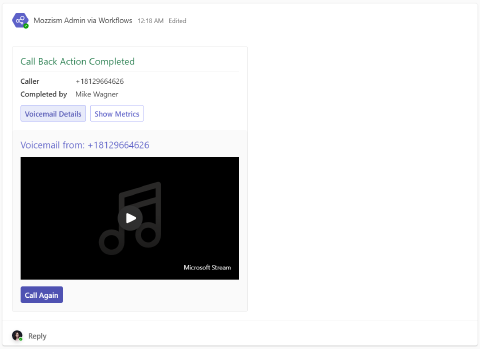 Mozzism Admin via Workflows 12:18 AM Edited
Call Back Action Completed
Caller +18129664626
Completed by Mike Wagner
Voicemail Details Show Metrics
Voicemail from: +18129664626
Microsoft Stream
Call Again
Reply